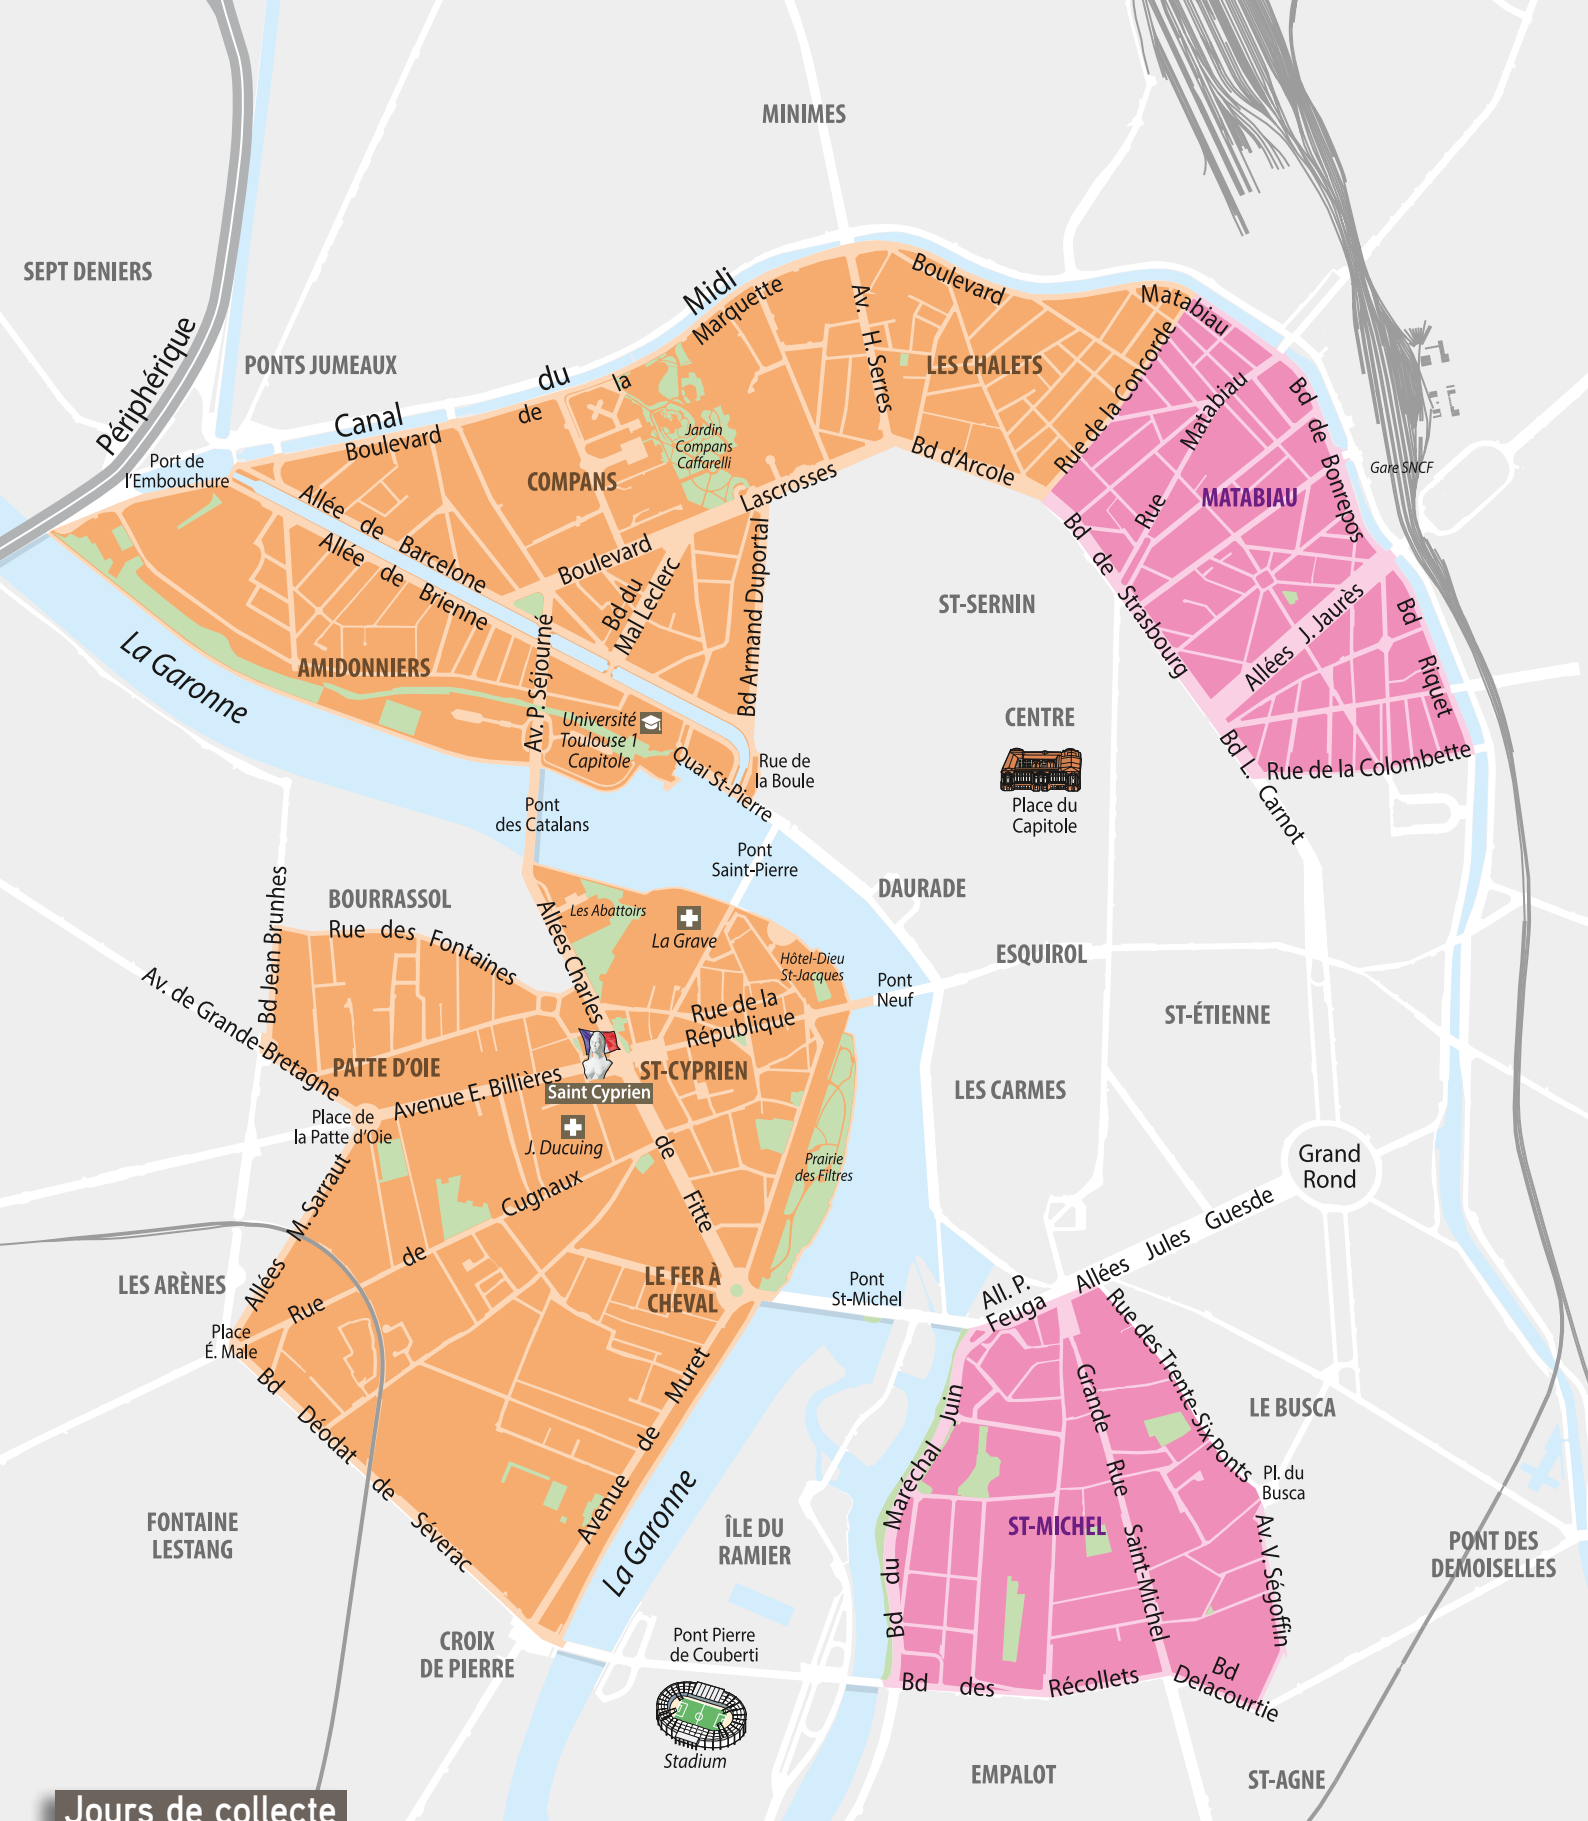 MINIMES
SEPT DENIERS
Périphérique
PONTS JUMEAUX
Port de
l'Embouchure
Canal du Midi
Boulevard de la Marquette
Av. H. Serres
Boulevard Matabiau
LES CHALETS
Rue de la Concorde
Jardin
Compans
Caffarelli
COMPANS
Bd d'Arcole
Boulevard Lascrosses
Rue Matabiau
MATABIAU
Bd de Bonrepos
Gare SNCF
Allée de Barcelone
Allée de Brienne
Bd du
Mal Leclerc
Bd Armand Duportal
ST-SERNIN
Bd de Strasbourg
Allées J. Jaurès
Bd Riquet
La Garonne
AMIDONNIERS
Av. P. Séjourné
Université
Toulouse 1
Capitole
Quai St-Pierre
Rue de
la Boule
CENTRE
Place du
Capitole
Bd L. Carnot
Rue de la Colombette
Pont
des Catalans
Pont
Saint-Pierre
DAURADE
BOURRASSOL
Rue des Fontaines
Bd Jean Brunhes
Av. de Grande-Bretagne
Allées Charles de Fitte
Les Abattoirs
La Grave
Hôtel-Dieu
St-Jacques
Pont
Neuf
ESQUIROL
Rue de la
République
ST-ÉTIENNE
PATTE D'OIE
Avenue E. Billières
ST-CYPRIEN
Saint Cyprien
LES CARMES
Place de
la Patte d'Oie
J. Ducuing
Prairie
des Filtres
Grand
Rond
Allées M. Sarraut
Rue de Cugnaux
Allées Jules Guesde
LES ARÈNES
LE FER À
CHEVAL
Pont
St-Michel
All. P.
Feuga
Place
É. Male
Rue des Trente-Six Ponts
Bd Déodat de Séverac
Avenue de Muret
Grande Rue Saint-Michel
Bd du Maréchal Juin
LE BUSCA
Pl. du
Busca
FONTAINE
LESTANG
La Garonne
ÎLE DU
RAMIER
ST-MICHEL
Av. V. Ségoffin
PONT DES
DEMOISELLES
CROIX
DE PIERRE
Pont Pierre
de Couberti
Bd des Récollets
Bd
Delacourtie
Stadium
EMPALOT
ST-AGNE
Jours de collecte